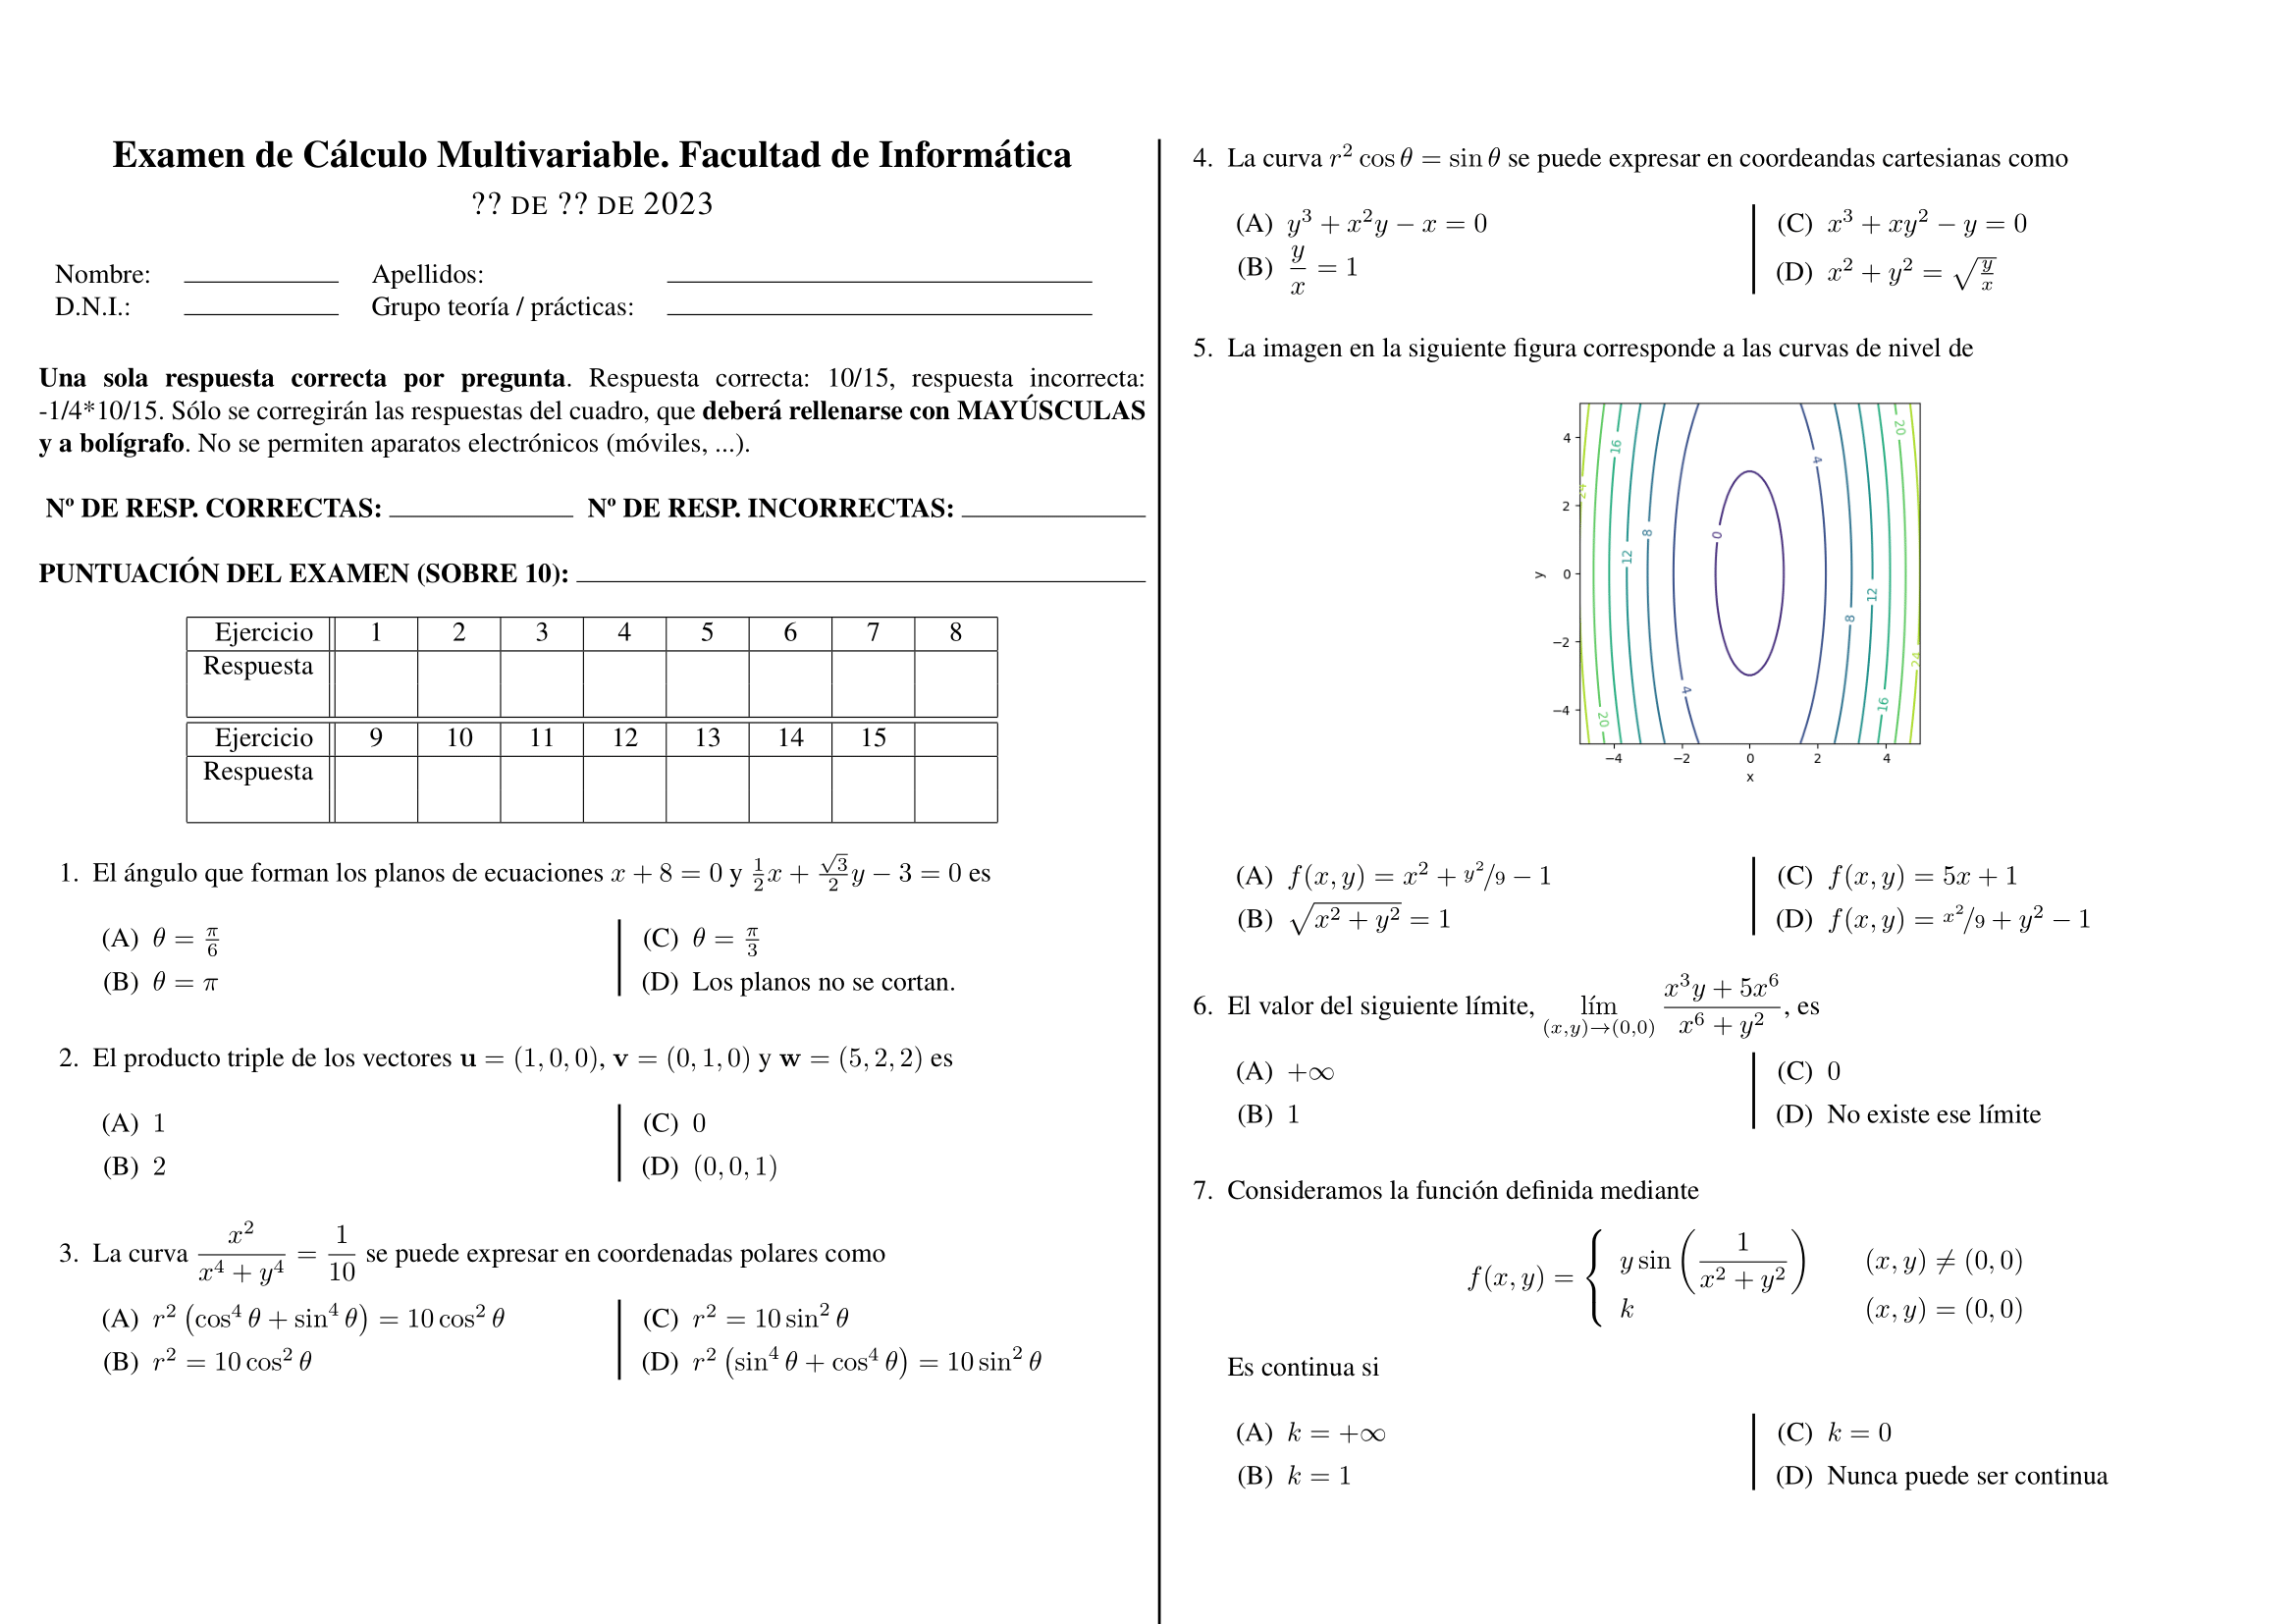 Examen de Cálculo Multivariable. Facultad de Informática
?? DE ?? DE 2023
Nombre: Apellidos:
D.N.I.: Grupo teoría / prácticas:
Una sola respuesta correcta por pregunta. Respuesta correcta: 10/15, respuesta incorrecta:
-1/4*10/15. Sólo se corregirán las respuestas del cuadro, que deberá rellenarse con MAYÚSCULAS
y a bolígrafo. No se permiten aparatos electrónicos (móviles, ...).
Nº DE RESP. CORRECTAS: Nº DE RESP. INCORRECTAS:
PUNTUACIÓN DEL EXAMEN (SOBRE 10):
Ejercicio 1 2 3 4 5 6 7 8
Respuesta
Ejercicio 9 10 11 12 13 14 15
Respuesta
1. El ángulo que forman los planos de ecuaciones $x + 8 = 0$ y $\frac{1}{2}x + \frac{\sqrt{3}}{2}y - 3 = 0$ es
(A) $\theta = \frac{\pi}{6}$
(B) $\theta = \pi$
(C) $\theta = \frac{\pi}{3}$
(D) Los planos no se cortan.
2. El producto triple de los vectores $\mathbf{u} = (1, 0, 0)$, $\mathbf{v} = (0, 1, 0)$ y $\mathbf{w} = (5, 2, 2)$ es
(A) 1
(B) 2
(C) 0
(D) $(0, 0, 1)$
3. La curva $\frac{x^2}{x^4 + y^4} = \frac{1}{10}$ se puede expresar en coordenadas polares como
(A) $r^2 (\cos^4 \theta + \sin^4 \theta) = 10 \cos^2 \theta$
(B) $r^2 = 10 \cos^2 \theta$
(C) $r^2 = 10 \sin^2 \theta$
(D) $r^2 (\sin^4 \theta + \cos^4 \theta) = 10 \sin^2 \theta$
4. La curva $r^2 \cos \theta = \sin \theta$ se puede expresar en coordeandas cartesianas como
(A) $y^3 + x^2 y - x = 0$
(B) $\frac{y}{x} = 1$
(C) $x^3 + xy^2 - y = 0$
(D) $x^2 + y^2 = \sqrt{\frac{y}{x}}$
5. La imagen en la siguiente figura corresponde a las curvas de nivel de
4
2
0
−2
−4
y
−4 −2 0 2 4
x
16
20
4
24
0
8
12
12
8
24
4
16
20
(A) $f(x, y) = x^2 + y^2/9 - 1$
(B) $\sqrt{x^2 + y^2} = 1$
(C) $f(x, y) = 5x + 1$
(D) $f(x, y) = x^2/9 + y^2 - 1$
6. El valor del siguiente límite, $\lim_{(x,y)\to(0,0)} \frac{x^3 y + 5x^6}{x^6 + y^2}$, es
(A) $+\infty$
(B) 1
(C) 0
(D) No existe ese límite
7. Consideramos la función definida mediante
$f(x, y) = \begin{cases} y \sin\left(\frac{1}{x^2 + y^2}\right) & (x, y) \neq (0, 0) \\ k & (x, y) = (0, 0) \end{cases}$
Es continua si
(A) $k = +\infty$
(B) $k = 1$
(C) $k = 0$
(D) Nunca puede ser continua